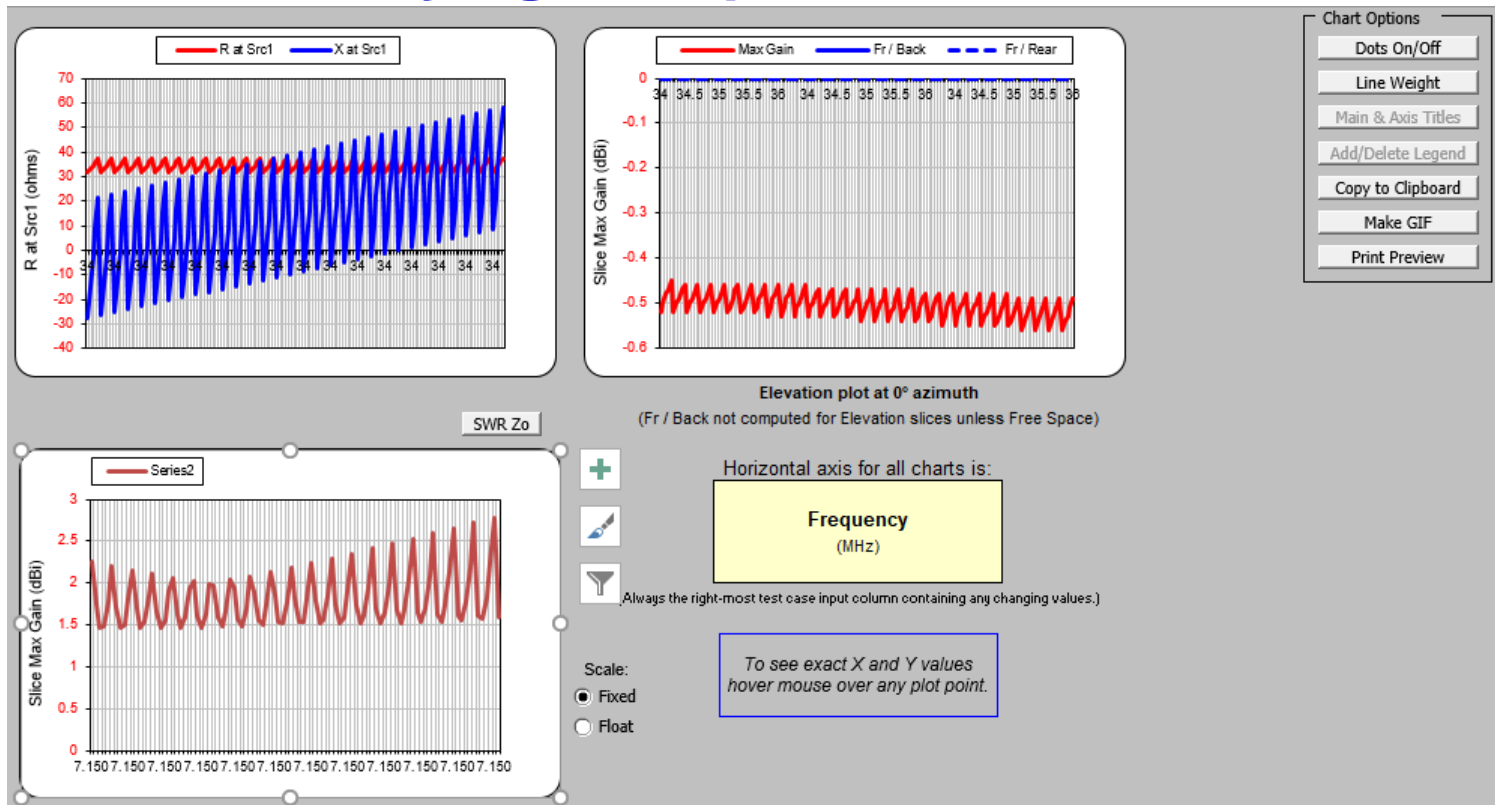 R at Src1 X at Src1
70
60
50
40
30
20
10
0
-10
-20
-30
-40
R at Src1 (ohms)
34 34 34 34 34 34 34 34 34 34 34 34 34 34 34 34
Max Gain Fr / Back Fr / Rear
0
-0.1
-0.2
-0.3
-0.4
-0.5
-0.6
Slice Max Gain (dBi)
34 34.5 35 35.5 36 34 34.5 35 35.5 36 34 34.5 35 35.5 36
Chart Options
Dots On/Off
Line Weight
Main & Axis Titles
Add/Delete Legend
Copy to Clipboard
Make GIF
Print Preview
Elevation plot at 0º azimuth
(Fr / Back not computed for Elevation slices unless Free Space)
SWR Zo
Series2
3
2.5
2
1.5
1
0.5
0
Slice Max Gain (dBi)
7.150 7.150 7.150 7.150 7.150 7.150 7.150 7.150 7.150 7.150 7.150 7.150
Horizontal axis for all charts is:
Frequency
(MHz)
(Always the right-most test case input column containing any changing values.)
Scale:
Fixed
Float
To see exact X and Y values
hover mouse over any plot point.